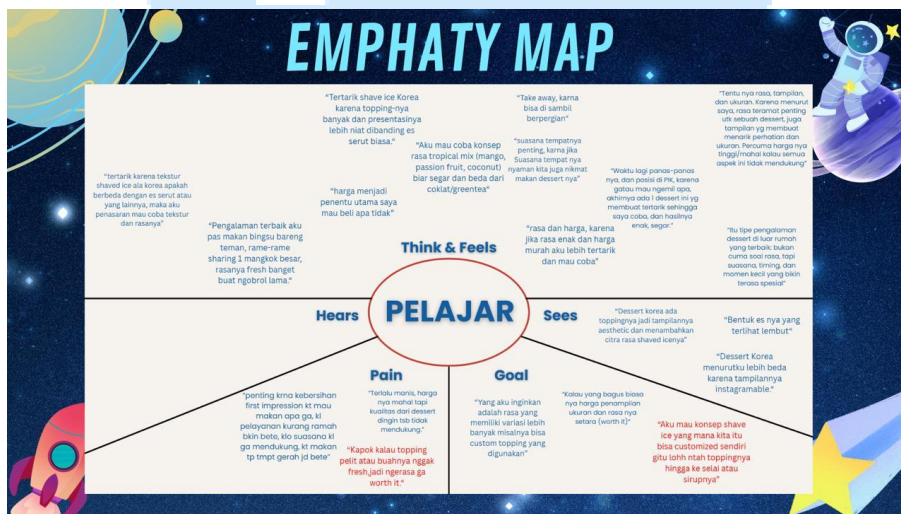 EMPHATY MAP
"tertarik karena tekstur
shaved ice ala korea apakah
berbeda dengan es serut atau
yang lainnya, maka aku
penasaran mau coba tekstur
dan rasanya"
"Pengalaman terbaik aku
pas makan bingsu bareng
teman, rame-rame
sharing 1 mangkok besar,
rasanya fresh banget
buat ngobrol lama."
"Tertarik shave ice Korea
karena topping-nya
banyak dan presentasinya
lebih niat dibanding es
serut biasa."
"harga menjadi
penentu utama saya
mau beli apa tidak"
"Aku mau coba konsep
rasa tropical mix (mango,
passion fruit, coconut)
biar segar dan beda dari
coklat/greentea"
"Take away, karna
bisa di sambil
berpergian"
"suasana tempatnya
penting, karna jika
Suasana tempat nya
nyaman kita juga nikmat
makan dessert nya"
"rasa dan harga, karena
jika rasa enak dan harga
murah aku lebih tertarik
dan mau coba"
"Waktu lagi panas-panas
nya, dan posisi di PIK, karena
gatau mau ngemil apa,
akhirnya ada 1 dessert ini yg
membuat tertarik sehingga
saya coba, dan hasilnya
enak, segar."
"Tentu nya rasa, tampilan,
dan ukuran. Karena menurut
saya, rasa teramat penting
utk sebuah dessert, juga
tampilan yg membuat
menarik perhatian dan
ukuran. Percuma harga nya
tinggi/mahal kalau semua
aspek ini tidak mendukung"
"Itu tipe pengalaman
dessert di luar rumah
yang terbaik: bukan
cuma soal rasa, tapi
suasana, timing, dan
momen kecil yang bikin
terasa spesial"
Think & Feels
Hears
PELAJAR
Sees
"Dessert korea ada
toppingnya jadi tampilannya
aesthetic dan menambahkan
citra rasa shaved icenya"
"Bentuk es nya yang
terlihat lembut"
"Dessert Korea
menurutku lebih beda
karena tampilannya
instagramable."
Pain
"penting krna kebersihan
first impression kt mau
makan apa ga, kl
pelayanan kurang ramah
bkin bete, klo suasana kl
ga mendukung, kt makan
tp tmpt gerah jd bete"
"Terlalu manis, harga
nya mahal tapi
kualitas dari dessert
dingin tsb tidak
mendukung."
"Kapok kalau topping
pelit atau buahnya nggak
fresh,jadi ngerasa ga
worth it."
Goal
"Yang aku inginkan
adalah rasa yang
memiliki variasi lebih
banyak misalnya bisa
custom topping yang
digunakan"
"Kalau yang bagus biasa
nya harga penampilan
ukuran dan rasa nya
setara (worth it)"
"Aku mau konsep shave
ice yang mana kita itu
bisa customized sendiri
gitu lohh ntah toppingnya
hingga ke selai atau
sirupnya"